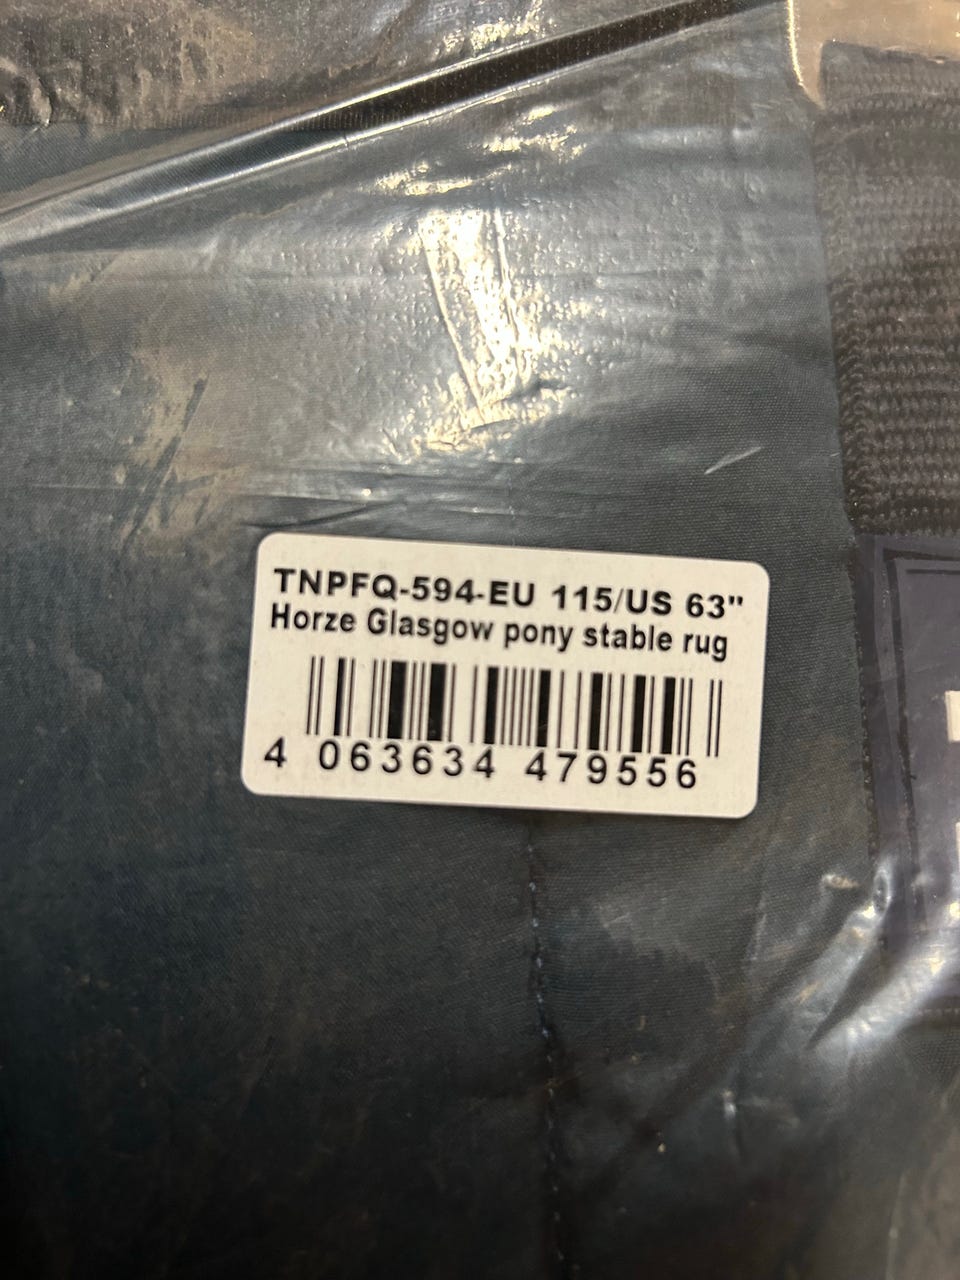 TNPFQ-594-EU 115/US 63"
Horze Glasgow pony stable rug
4 063634 479556